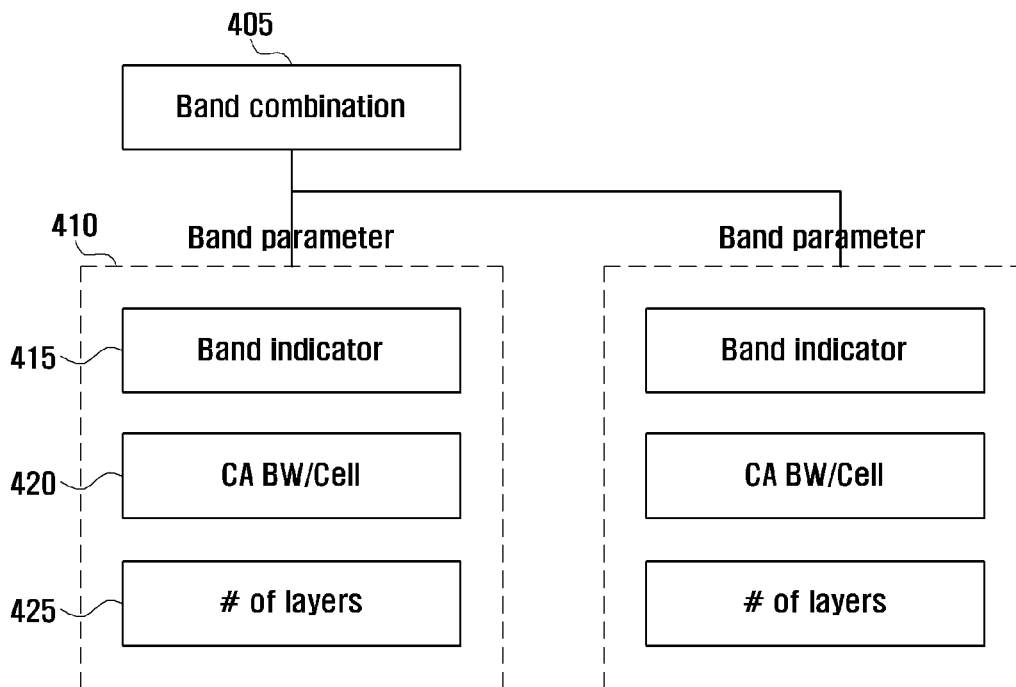 405
Band combination
410
Band parameter
Band parameter
415
Band indicator
Band indicator
420
CA BW/Cell
CA BW/Cell
425
# of layers
# of layers